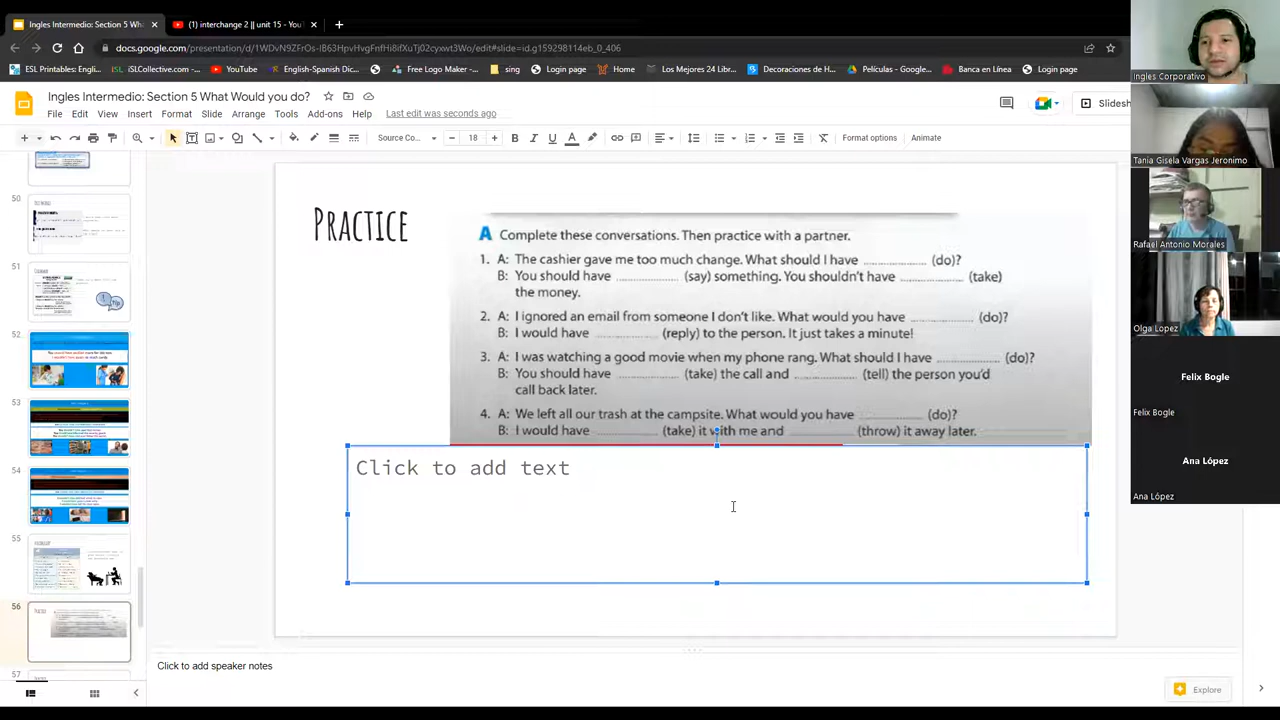 Ingles Intermedio: Section 5 Wha
(1) interchange 2 || unit 15 - You
docs.google.com/presentation/d/1WDvN9ZFrOs-IB63HpvHvgFnfHi8ifXuTj02cyxwt3Wo/edit#slide=id.g159298114eb_0_406
ESL Printables: Engli...
iSLCollective.com -...
YouTube
English-Spanish Dic...
Free Logo Maker -...
sing
Login page
Home
Los Mejores 24 Libr...
Decoraciones de H...
Películas - Google...
Banca en Línea
Login page
Ingles Intermedio: Section 5 What Would you do?
File Edit View Insert Format Slide Arrange Tools Add-ons Help
Last edit was seconds ago
Slidesh
Source Co...
18
Format options
Animate
50
51
52
53
54
55
56
57
Practice
A Complete these conversations. Then practice with a partner.
1. A: The cashier gave me too much change. What should I have ............... (do)?
B: You should have ............... (say) something. You shouldn't have ............... (take)
the money.
2. A: I ignored an email from someone I don't like. What would you have ............... (do)?
B: I would have ............... (reply) to the person. It just takes a minute!
3. A: I was watching a good movie when my phone rang. What should I have ............... (do)?
B: You should have ............... (take) the call and ............... (tell) the person you'd
call back later.
4. A: We left all our trash at the campsite. What would you have ............... (do)?
would have ............... (take) it with me ............... (throw) it away later.
Click to add text
Click to add speaker notes
Explore
Ingles Corporativo
Tania Gisela Vargas Jeronimo
Rafael Antonio Morales
Olga Lopez
Felix Bogle
Felix Bogle
Ana López
Ana López